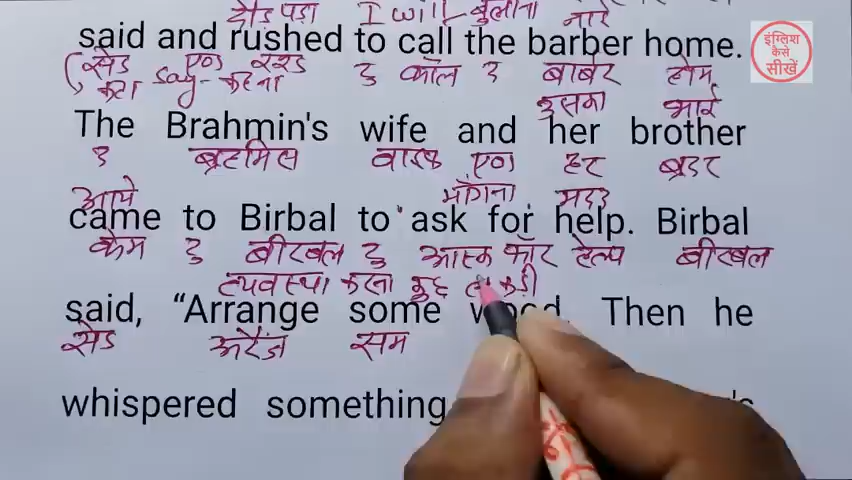 दौड़ पड़ा I will बुलाना नाई
said and rushed to call the barber home.
सेड एण्ड रश्ड टु कॉल द बार्बर होम
कहा say- कहना उसका भाई
The Brahmin's wife and her brother
द ब्रहमिंस वाइफ एण्ड हर ब्रदर
आये माँगना मदद
came to Birbal to ask for help. Birbal
केम टु बीरबल टु आस्क फॉर हेल्प बीरबल
व्यवस्था करना कुछ लकड़ी
said, “Arrange some wood. Then he
सेड अरेंज सम
whispered something
इंग्लिश
कैसे
सीखें